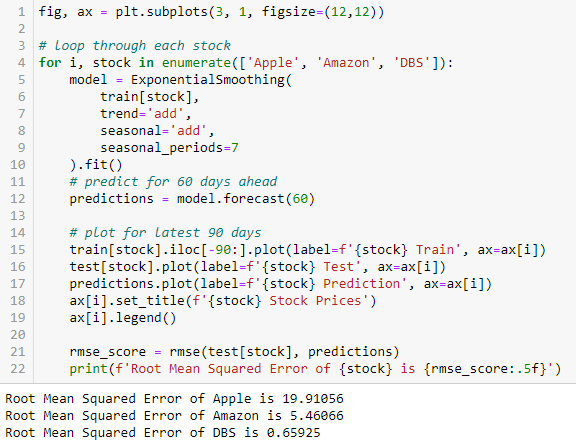 1 fig, ax = plt.subplots(3, 1, figsize=(12,12))
2
3 # loop through each stock
4 for i, stock in enumerate(['Apple', 'Amazon', 'DBS']):
5     model = ExponentialSmoothing(
6         train[stock],
7         trend='add',
8         seasonal='add',
9         seasonal_periods=7
10     ).fit()
11     # predict for 60 days ahead
12     predictions = model.forecast(60)
13
14     # plot for latest 90 days
15     train[stock].iloc[-90:].plot(label=f'{stock} Train', ax=ax[i])
16     test[stock].plot(label=f'{stock} Test', ax=ax[i])
17     predictions.plot(label=f'{stock} Prediction', ax=ax[i])
18     ax[i].set_title(f'{stock} Stock Prices')
19     ax[i].legend()
20
21     rmse_score = rmse(test[stock], predictions)
22     print(f'Root Mean Squared Error of {stock} is {rmse_score:.5f}')
Root Mean Squared Error of Apple is 19.91056
Root Mean Squared Error of Amazon is 5.46066
Root Mean Squared Error of DBS is 0.65925